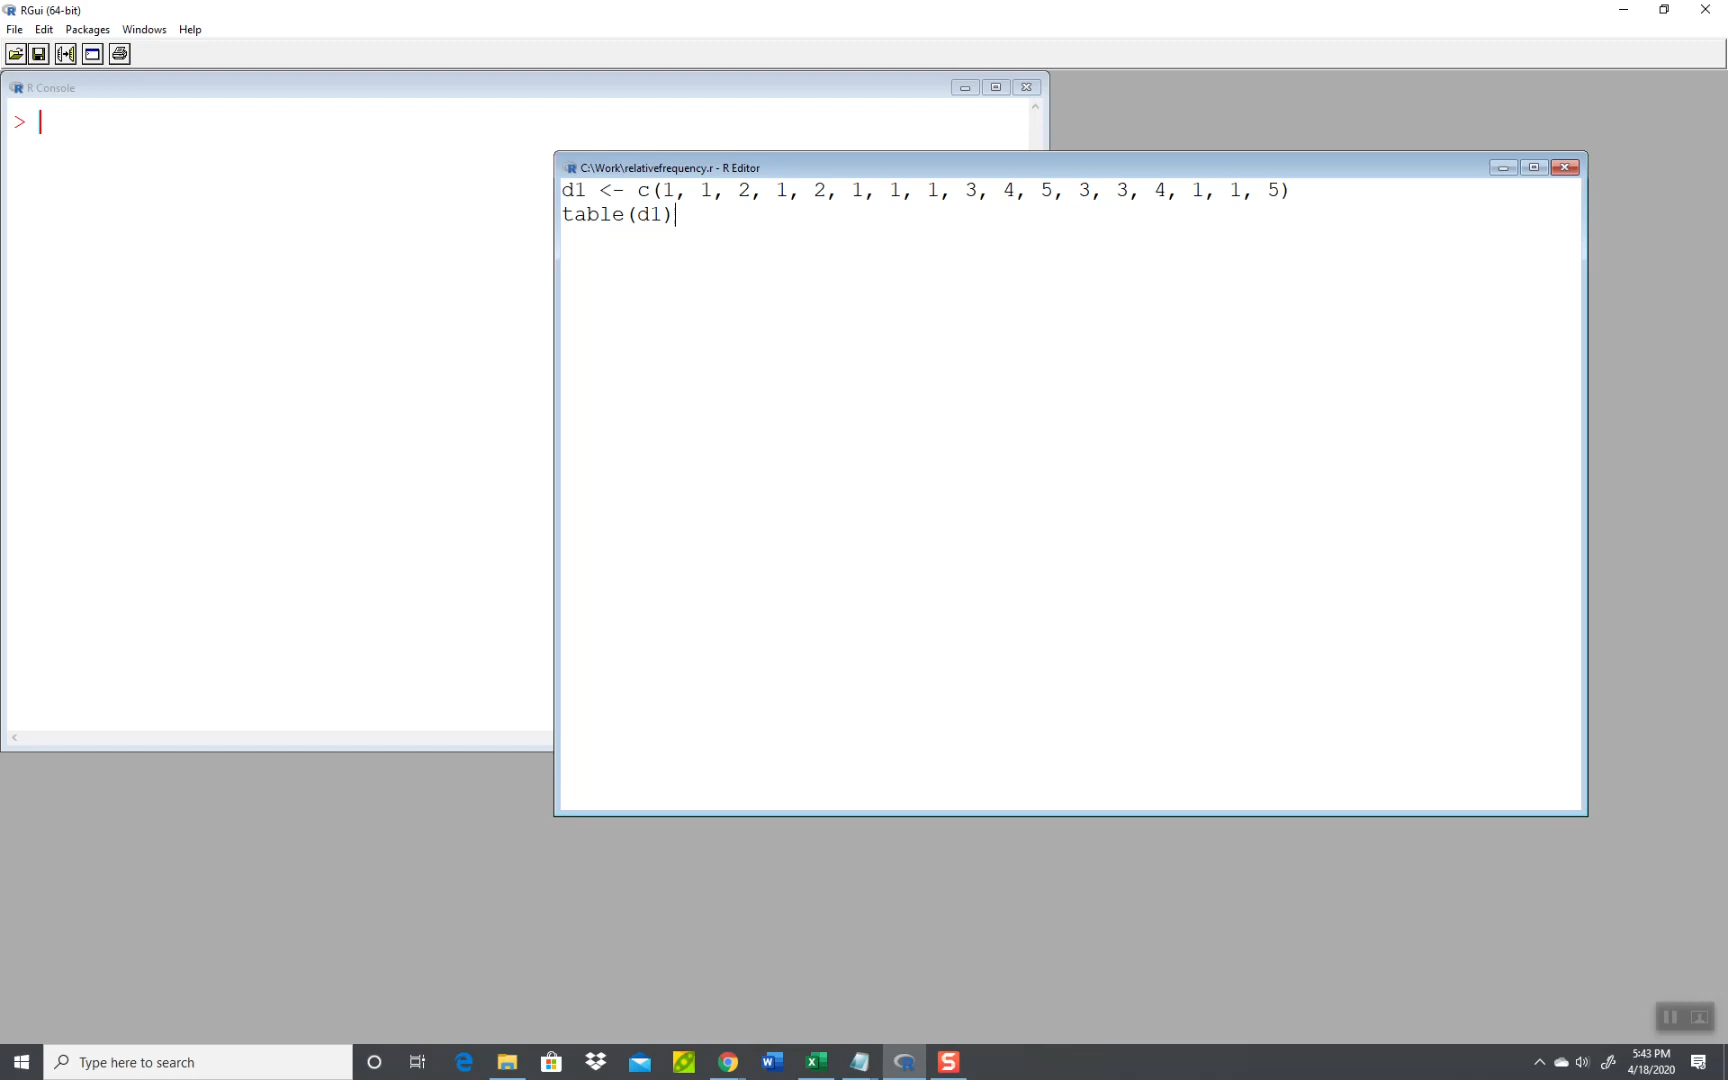 RGui (64-bit)
File Edit Packages Windows Help
R Console
>
C:\Work\relativefrequency.r - R Editor
d1 <- c(1, 1, 2, 1, 2, 1, 1, 1, 3, 4, 5, 3, 3, 4, 1, 1, 5)
table(d1)
Type here to search
5:43 PM
4/18/2020